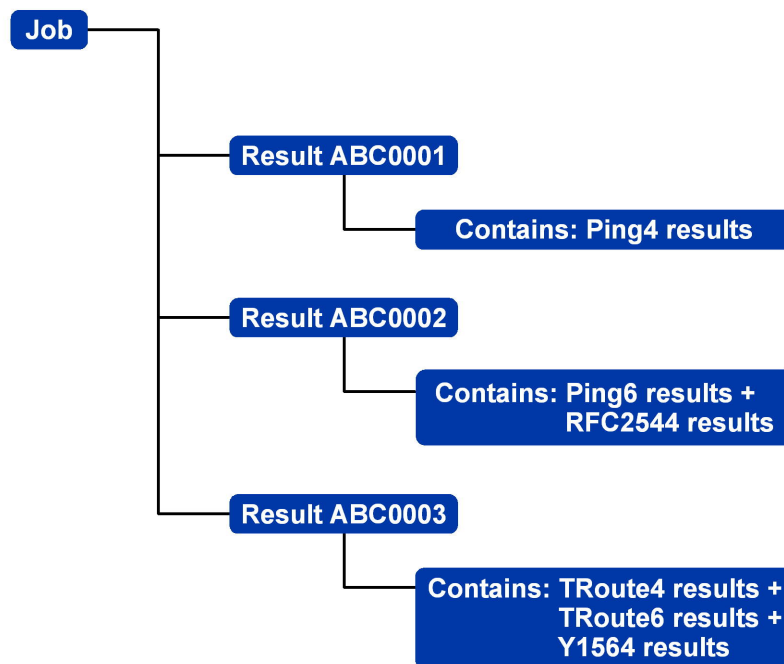 Job
Result ABC0001
Contains: Ping4 results
Result ABC0002
Contains: Ping6 results +
RFC2544 results
Result ABC0003
Contains: TRoute4 results +
TRoute6 results +
Y1564 results